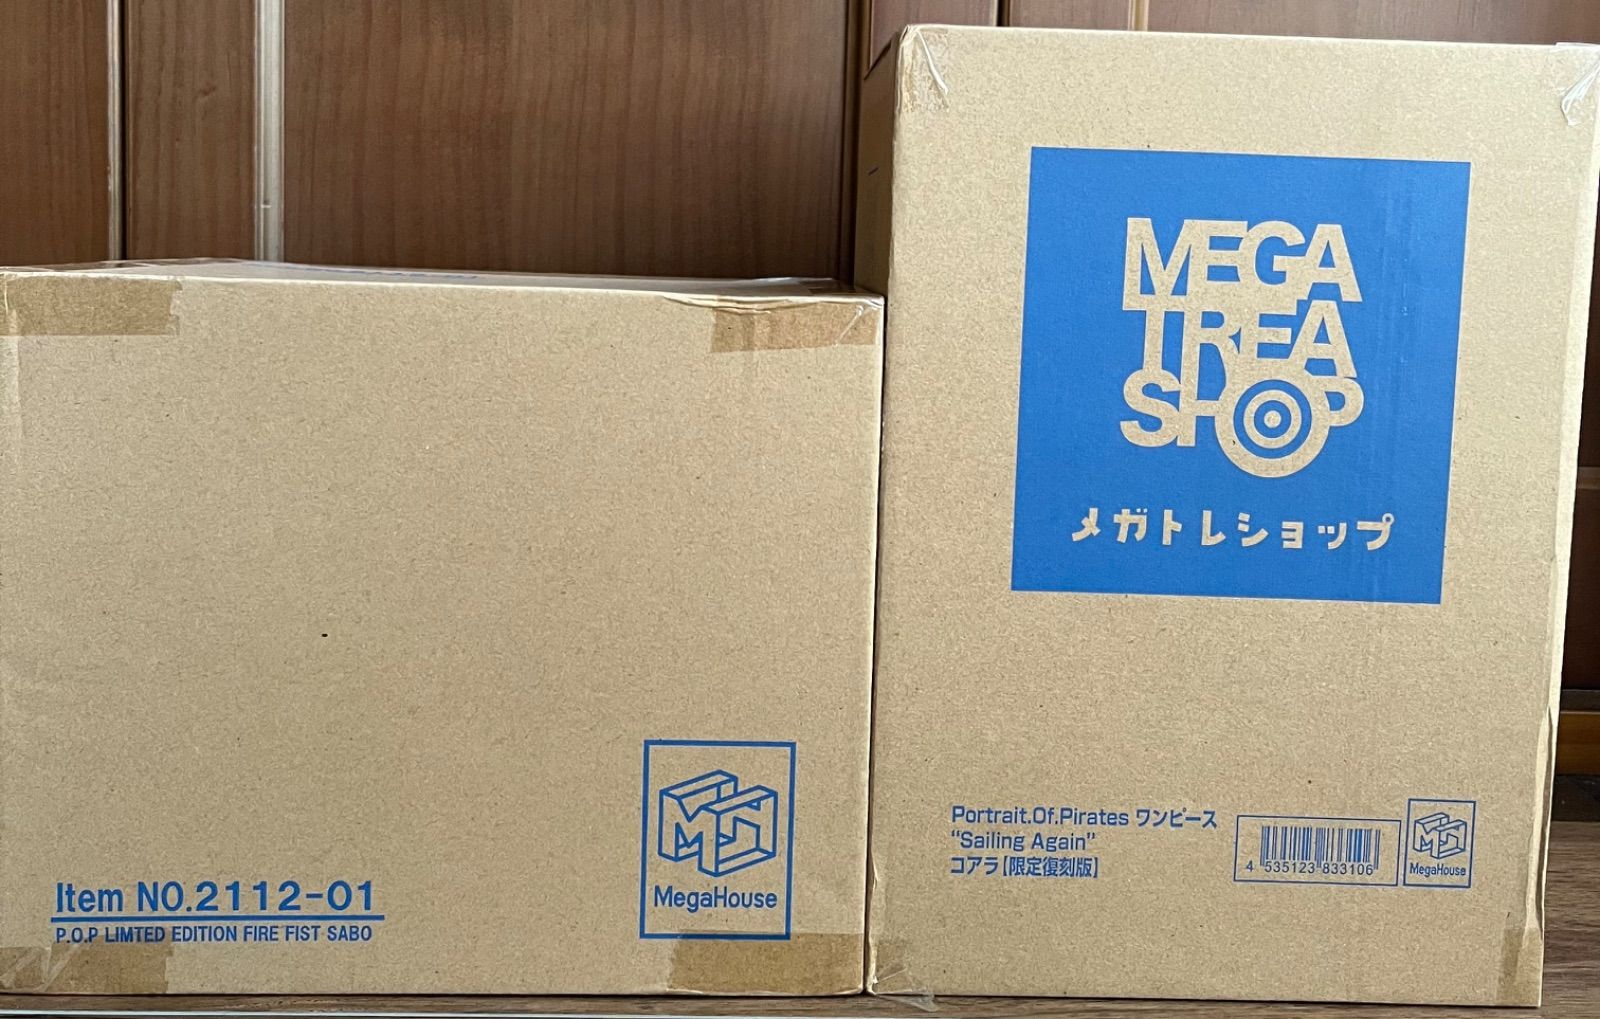 Item NO.2112-01
P.O.P LIMTED EDITION FIRE FIST SABO
MegaHouse
MEGA
TREA
SHOP
メガトレショップ
Portrait.Of.Pirates ワンピース
"Sailing Again"
コアラ【限定復刻版】
4 535123 833106
MegaHouse